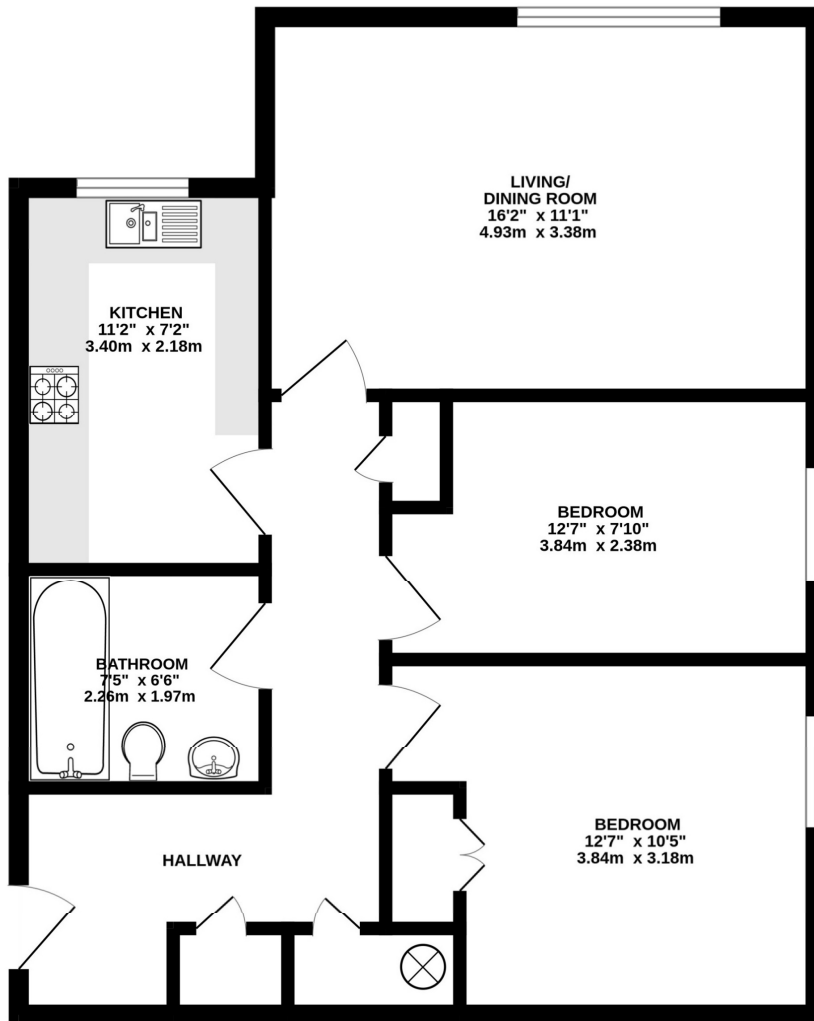 LIVING/
DINING ROOM
16'2" x 11'1"
4.93m x 3.38m
KITCHEN
11'2" x 7'2"
3.40m x 2.18m
BEDROOM
12'7" x 7'10"
3.84m x 2.38m
BATHROOM
7'5" x 6'6"
2.26m x 1.97m
BEDROOM
12'7" x 10'5"
3.84m x 3.18m
HALLWAY